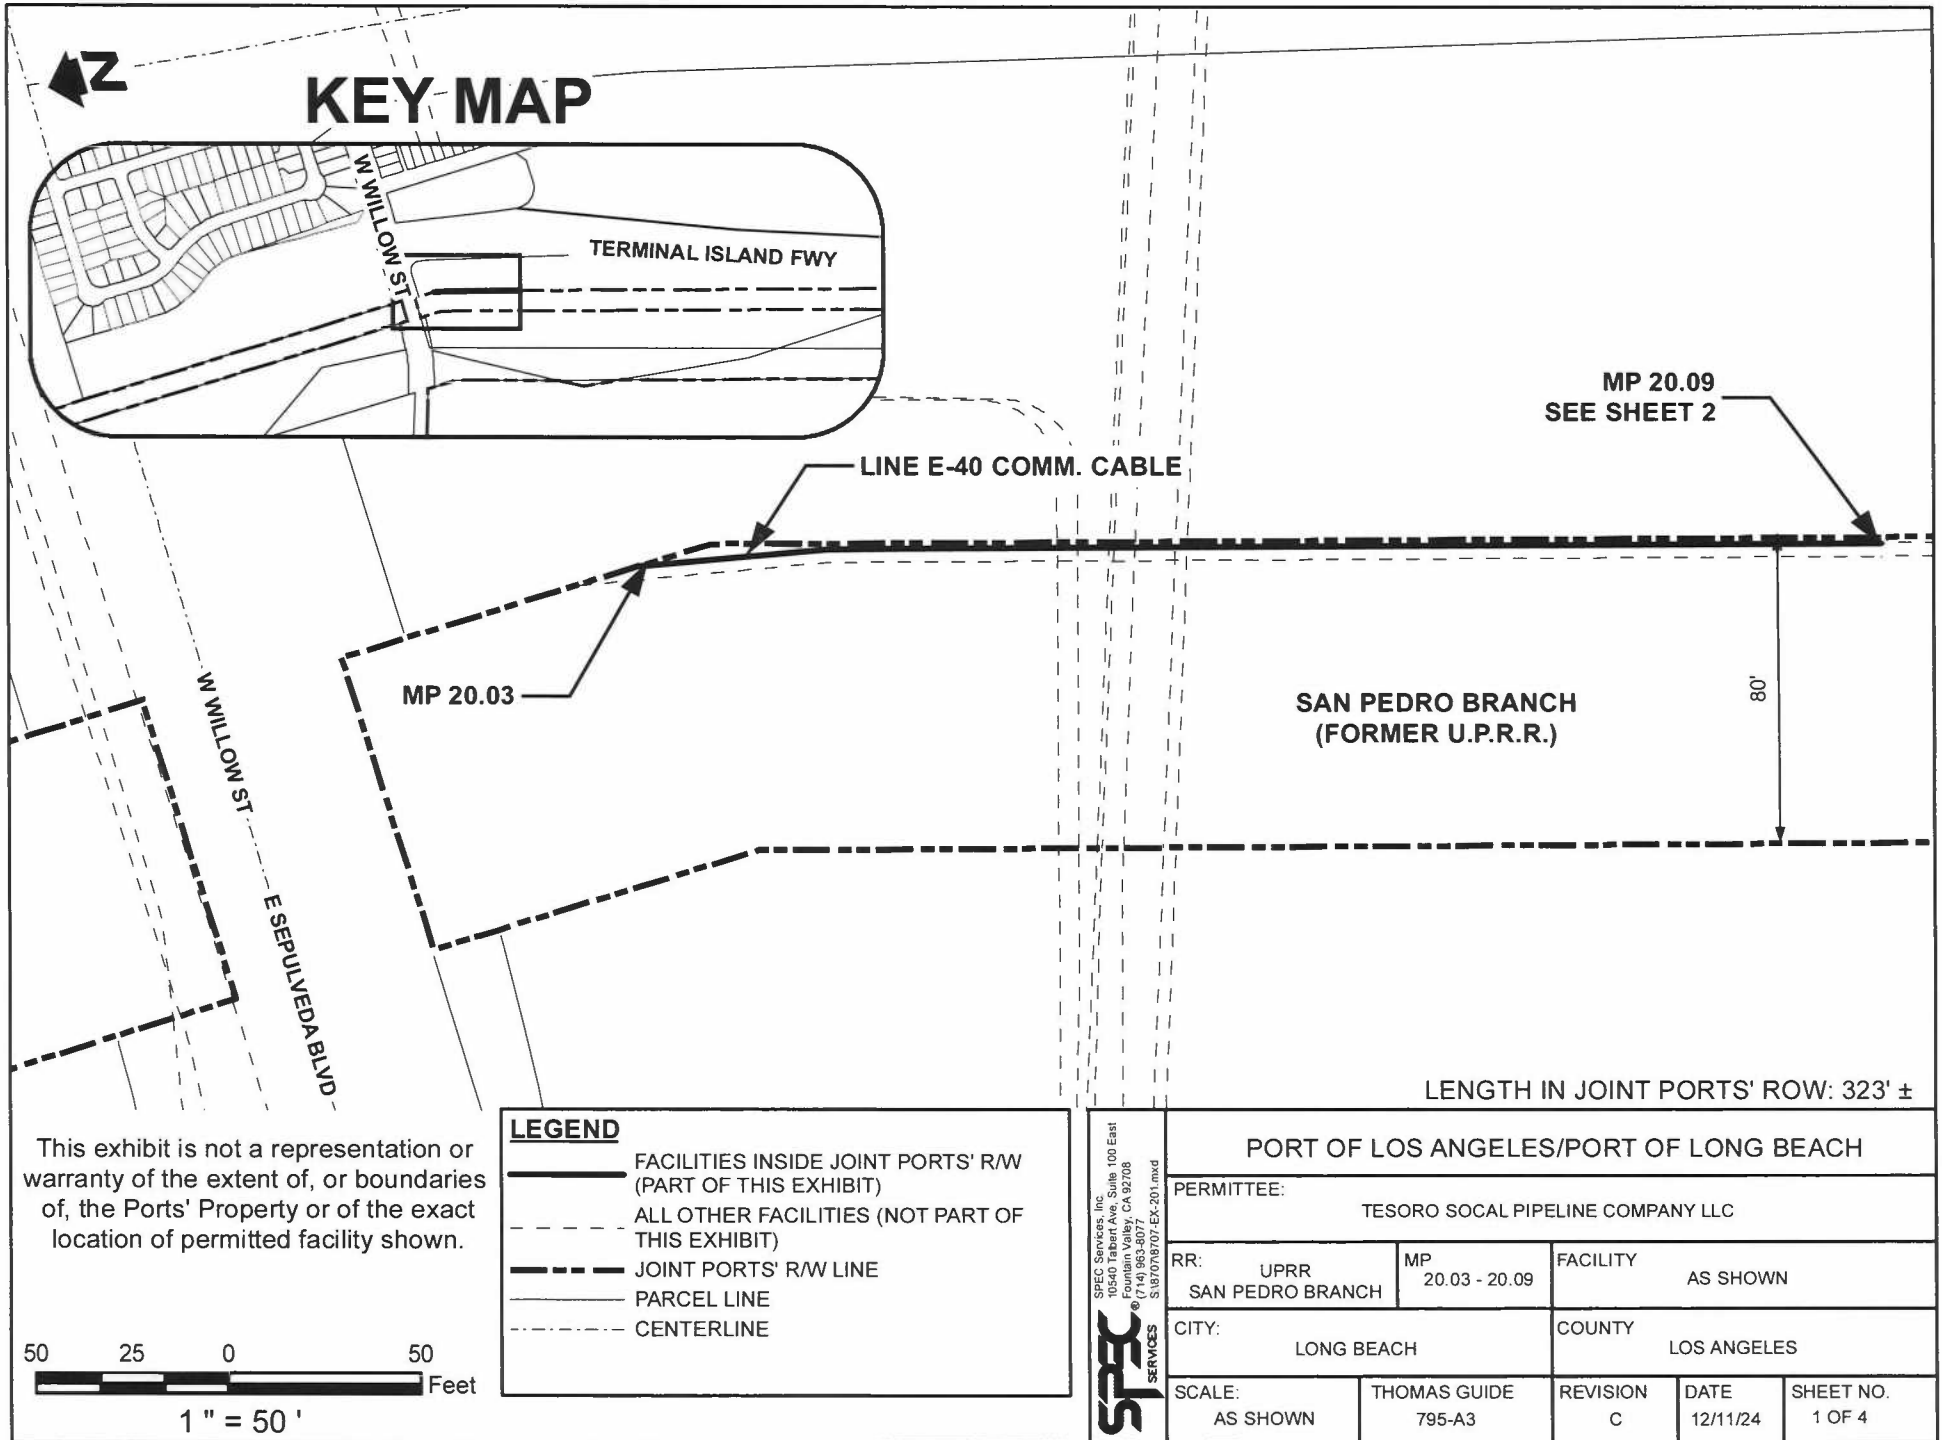 N
KEY MAP
W WILLOW ST
TERMINAL ISLAND FWY
MP 20.09
SEE SHEET 2
LINE E-40 COMM. CABLE
MP 20.03
W WILLOW ST
SAN PEDRO BRANCH
(FORMER U.P.R.R.)
80'
E SEPULVEDA BLVD
LENGTH IN JOINT PORTS' ROW: 323' ±
This exhibit is not a representation or
warranty of the extent of, or boundaries
of, the Ports' Property or of the exact
location of permitted facility shown.
50 25 0 50
Feet
1 " = 50 '
LEGEND
FACILITIES INSIDE JOINT PORTS' R/W
(PART OF THIS EXHIBIT)
ALL OTHER FACILITIES (NOT PART OF
THIS EXHIBIT)
JOINT PORTS' R/W LINE
PARCEL LINE
CENTERLINE
SPEC Services, Inc.
10540 Talbert Ave, Suite 100 East
Fountain Valley, CA 92708
(714) 963-8077
S:\8707\8707-EX-201.mxd
SPEC®
SERVICES
PORT OF LOS ANGELES/PORT OF LONG BEACH
PERMITTEE:
TESORO SOCAL PIPELINE COMPANY LLC
RR:
UPRR
SAN PEDRO BRANCH
MP
20.03 - 20.09
FACILITY
AS SHOWN
CITY:
LONG BEACH
COUNTY
LOS ANGELES
SCALE:
AS SHOWN
THOMAS GUIDE
795-A3
REVISION
C
DATE
12/11/24
SHEET NO.
1 OF 4